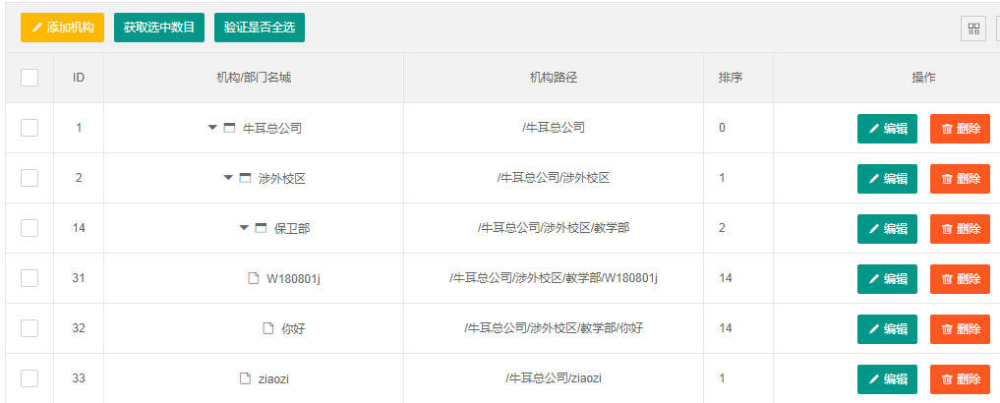 添加机构 获取选中数目 验证是否全选
ID 机构/部门名域 机构路径 排序 操作
1 牛耳总公司 /牛耳总公司 0 编辑 删除
2 涉外校区 /牛耳总公司/涉外校区 1 编辑 删除
14 保卫部 /牛耳总公司/涉外校区/教学部 2 编辑 删除
31 W180801j /牛耳总公司/涉外校区/教学部/W180801j 14 编辑 删除
32 你好 /牛耳总公司/涉外校区/教学部/你好 14 编辑 删除
33 ziaozi /牛耳总公司/ziaozi 1 编辑 删除